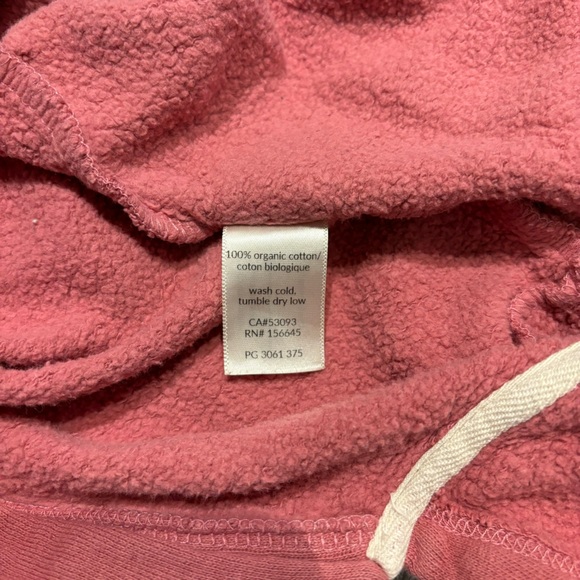 100% organic cotton/
coton biologique
wash cold,
tumble dry low
CA#53093
RN# 156645
PG 3061 375